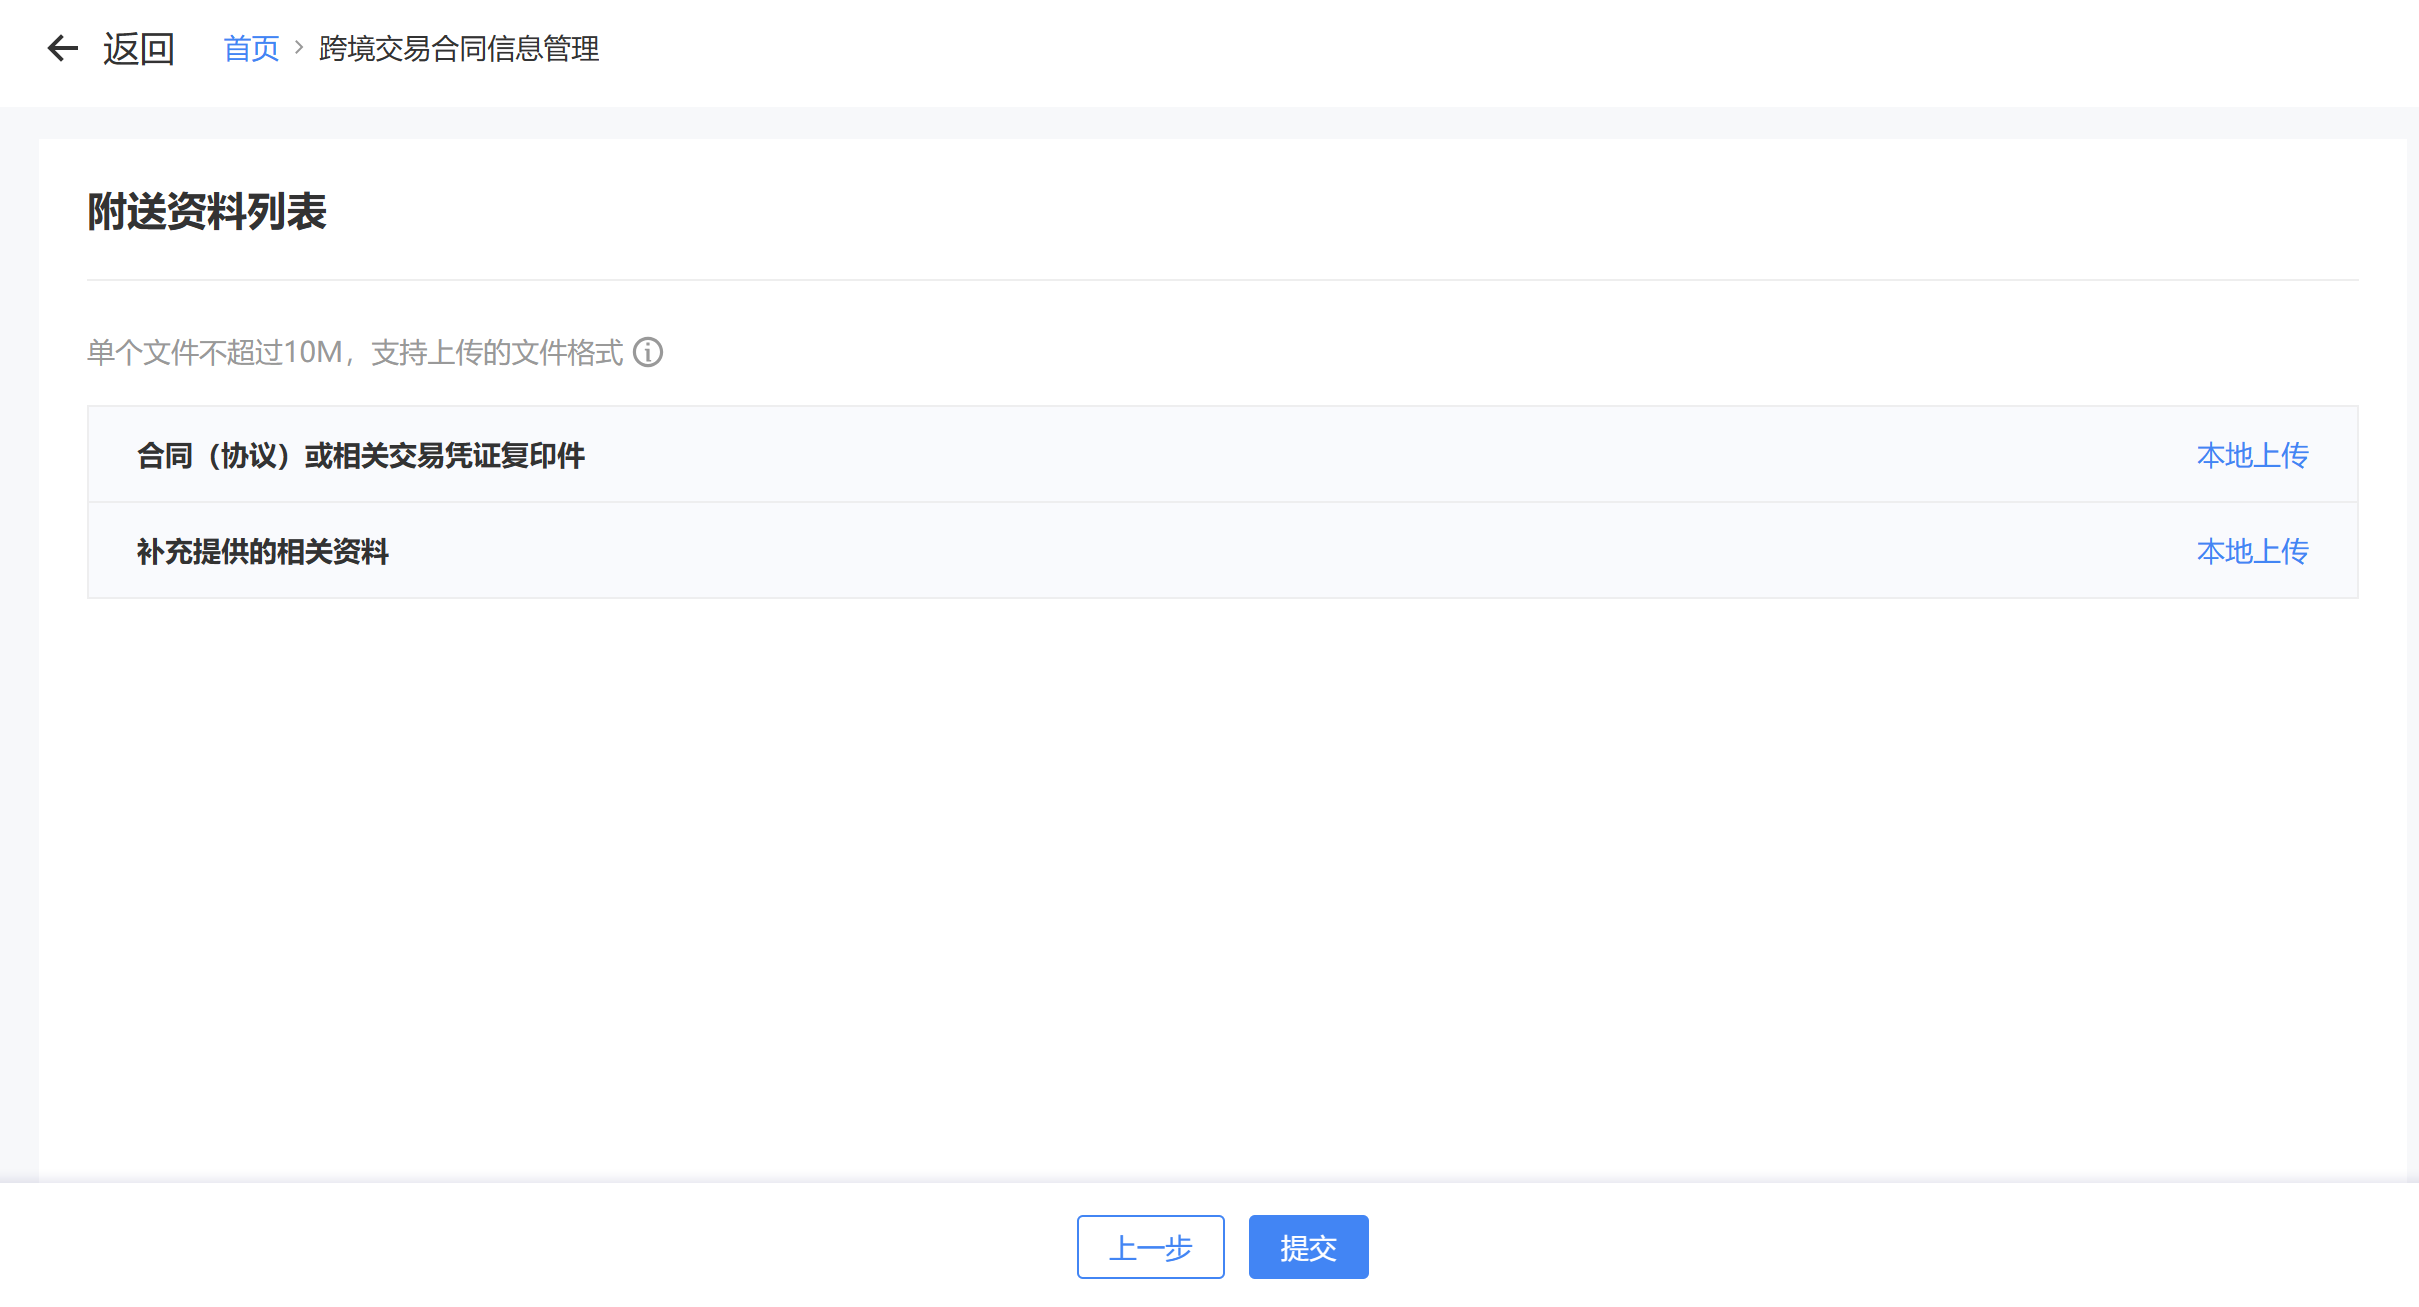 返回 首页 > 跨境交易合同信息管理
附送资料列表
单个文件不超过10M，支持上传的文件格式
合同（协议）或相关交易凭证复印件 本地上传
补充提供的相关资料 本地上传
上一步 提交